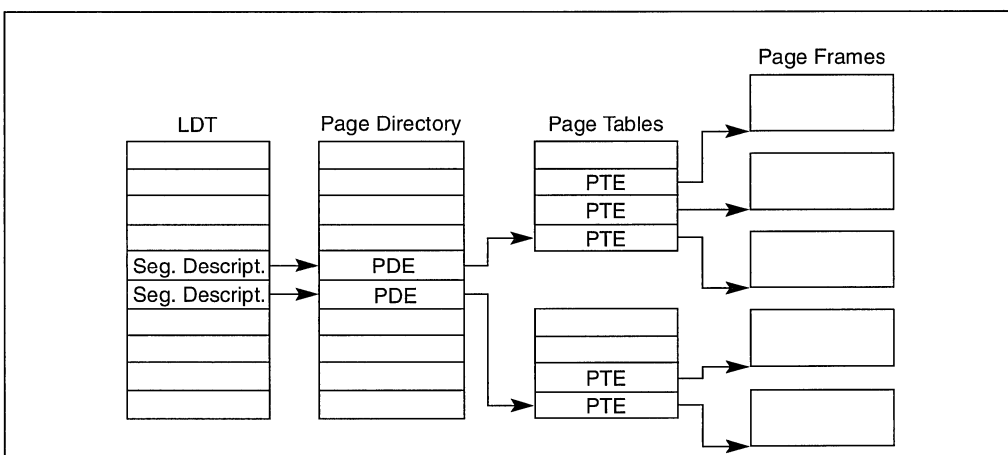 Page Frames
LDT
Page Directory
Page Tables
PTE
PTE
PTE
Seg. Descript.
PDE
Seg. Descript.
PDE
PTE
PTE